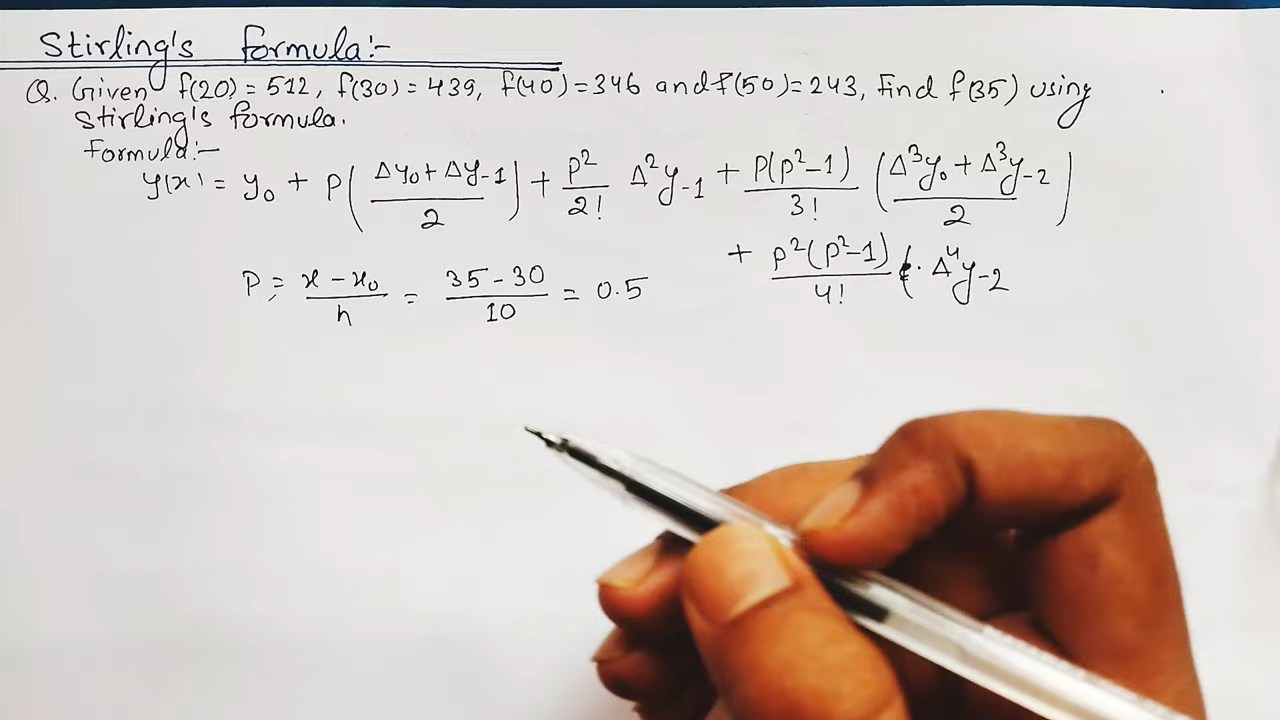 Stirling's formula:-
Q. Given f(20) = 512, f(30) = 439, f(40) = 346 and f(50) = 243, Find f(35) using
Stirling's formula.
Formula:-
y(x) = y₀ + P(Δy₀ + Δy₋₁ / 2) + P²/2! Δ²y₋₁ + P(P²-1)/3! (Δ³y₀ + Δ³y₋₂ / 2)
+ P²(P²-1)/4! · Δ⁴y₋₂
P = x - x₀ / h = 35 - 30 / 10 = 0.5